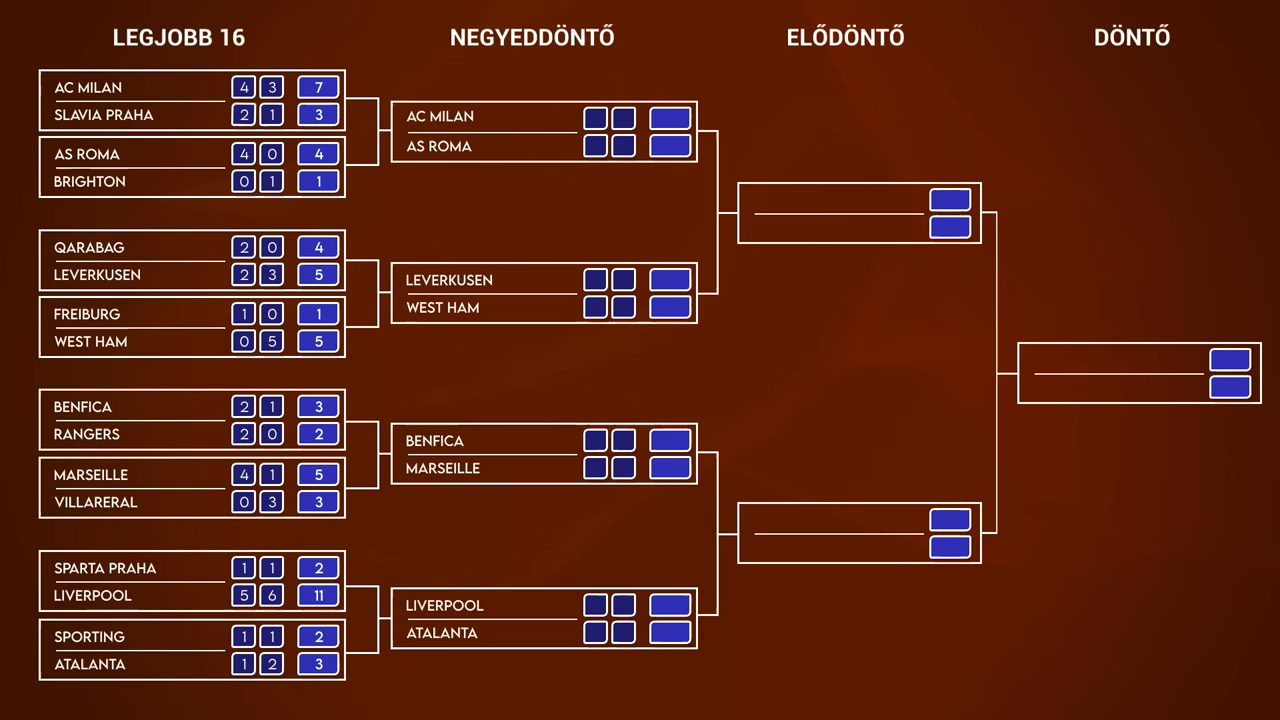 LEGJOBB 16 NEGYEDDÖNTŐ ELŐDÖNTŐ DÖNTŐ
AC MILAN 4 3 7
SLAVIA PRAHA 2 1 3
AS ROMA 4 0 4
BRIGHTON 0 1 1
QARABAG 2 0 4
LEVERKUSEN 2 3 5
FREIBURG 1 0 1
WEST HAM 0 5 5
BENFICA 2 1 3
RANGERS 2 0 2
MARSEILLE 4 1 5
VILLARERAL 0 3 3
SPARTA PRAHA 1 1 2
LIVERPOOL 5 6 11
SPORTING 1 1 2
ATALANTA 1 2 3
AC MILAN
AS ROMA
LEVERKUSEN
WEST HAM
BENFICA
MARSEILLE
LIVERPOOL
ATALANTA